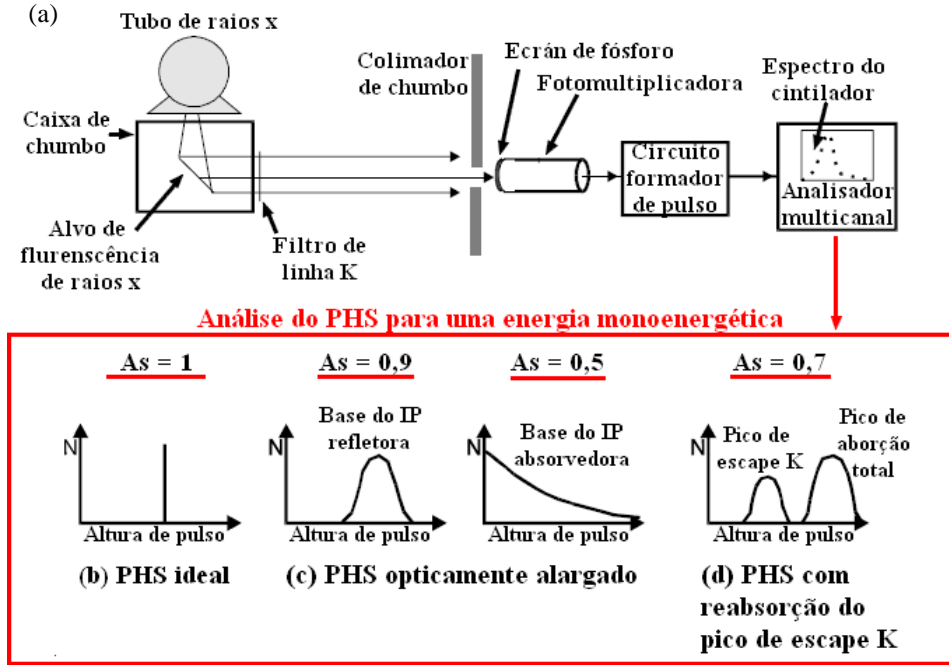 (a)
Tubo de raios x
Caixa de
chumbo
Alvo de
flurenscência
de raios x
Filtro de
linha K
Colimador
de chumbo
Ecrán de fósforo
Fotomultiplicadora
Circuito
formador
de pulso
Espectro do
cintilador
Analisador
multicanal
Análise do PHS para uma energia monoenergética
As = 1
As = 0,9
As = 0,5
As = 0,7
N
Altura de pulso
(b) PHS ideal
Base do IP
refletora
N
Altura de pulso
Base do IP
absorvedora
N
Altura de pulso
(c) PHS opticamente alargado
Pico de
escape K
Pico de
aborção
total
N
Altura de pulso
(d) PHS com
reabsorção do
pico de escape K